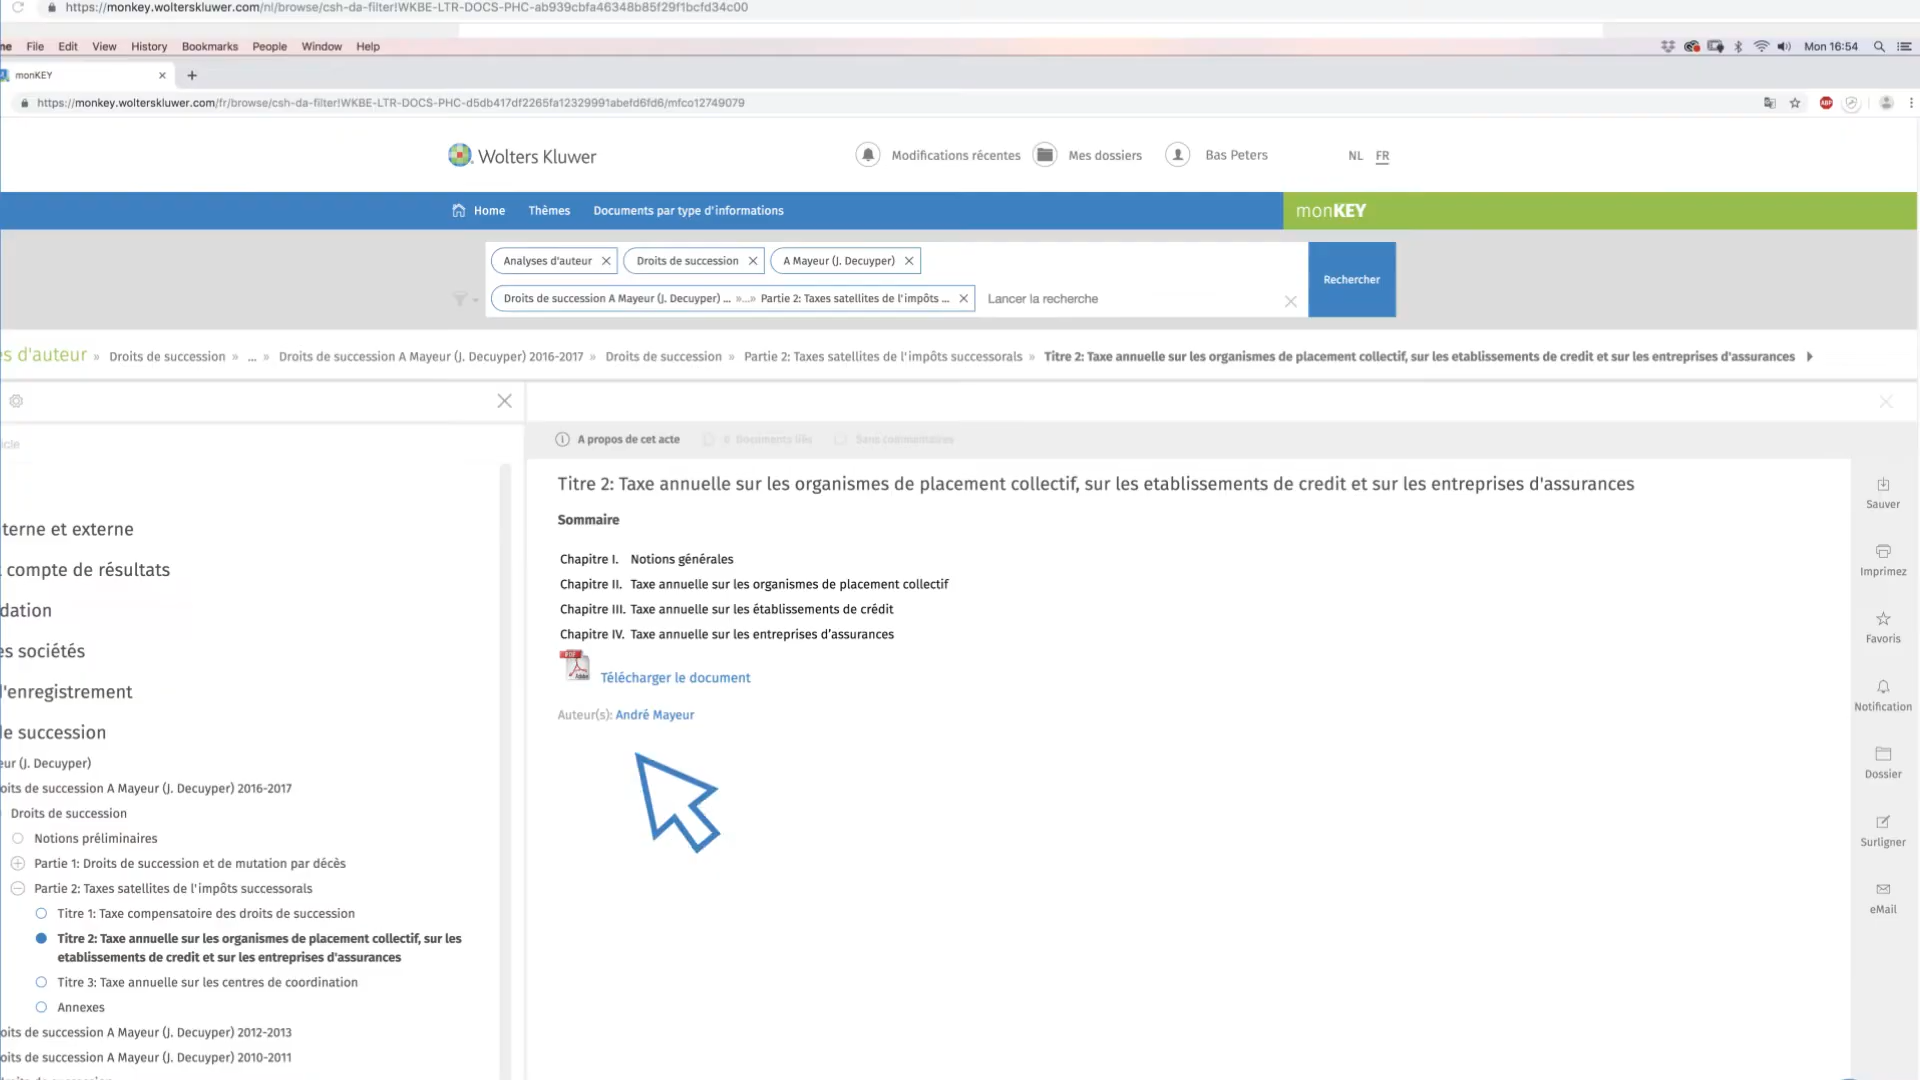 https://monkey.wolterskluwer.com/nl/browse/csh-da-filter!WKBE-LTR-DOCS-PHC-ab939cbfa46348b85f29f1bcfd34c00
File Edit View History Bookmarks People Window Help Mon 16:54
monKEY
https://monkey.wolterskluwer.com/fr/browse/csh-da-filter!WKBE-LTR-DOCS-PHC-d5db417df2265fa12329991abefd6fd6/mfco12749079
ABP
Wolters Kluwer Modifications récentes Mes dossiers Bas Peters NL FR
Home Thèmes Documents par type d'informations monKEY
Analyses d'auteur Droits de succession A Mayeur (J. Decuyper)
Droits de succession A Mayeur (J. Decuyper) ... »...» Partie 2: Taxes satellites de l'impôts ... Lancer la recherche
Rechercher
s d'auteur » Droits de succession » ... » Droits de succession A Mayeur (J. Decuyper) 2016-2017 » Droits de succession » Partie 2: Taxes satellites de l'impôts successorals » Titre 2: Taxe annuelle sur les organismes de placement collectif, sur les etablissements de credit et sur les entreprises d'assurances
icle
terne et externe
compte de résultats
dation
es sociétés
l'enregistrement
le succession
eur (J. Decuyper)
oits de succession A Mayeur (J. Decuyper) 2016-2017
Droits de succession
Notions préliminaires
Partie 1: Droits de succession et de mutation par décès
Partie 2: Taxes satellites de l'impôts successorals
Titre 1: Taxe compensatoire des droits de succession
Titre 2: Taxe annuelle sur les organismes de placement collectif, sur les
etablissements de credit et sur les entreprises d'assurances
Titre 3: Taxe annuelle sur les centres de coordination
Annexes
oits de succession A Mayeur (J. Decuyper) 2012-2013
oits de succession A Mayeur (J. Decuyper) 2010-2011
A propos de cet acte 0 Documents liés Sans commentaires
Titre 2: Taxe annuelle sur les organismes de placement collectif, sur les etablissements de credit et sur les entreprises d'assurances
Sommaire
Chapitre I. Notions générales
Chapitre II. Taxe annuelle sur les organismes de placement collectif
Chapitre III. Taxe annuelle sur les établissements de crédit
Chapitre IV. Taxe annuelle sur les entreprises d'assurances
PDF
Adobe
Télécharger le document
Auteur(s): André Mayeur
Sauver
Imprimez
Favoris
Notification
Dossier
Surligner
eMail